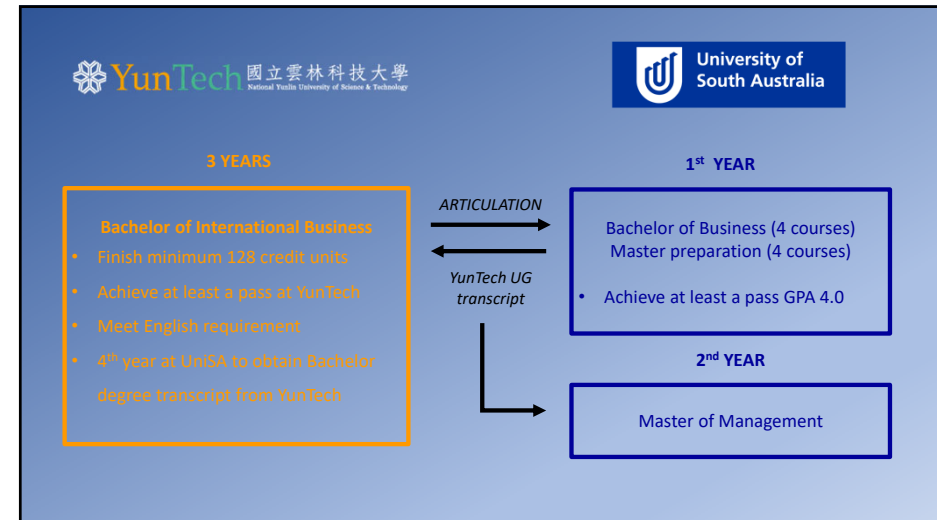 YunTech 國立雲林科技大學
National Yunlin University of Science & Technology
University of
South Australia
3 YEARS
Bachelor of International Business
• Finish minimum 128 credit units
• Achieve at least a pass at YunTech
• Meet English requirement
• 4th year at UniSA to obtain Bachelor
degree transcript from YunTech
ARTICULATION
YunTech UG
transcript
1st YEAR
Bachelor of Business (4 courses)
Master preparation (4 courses)
• Achieve at least a pass GPA 4.0
2nd YEAR
Master of Management